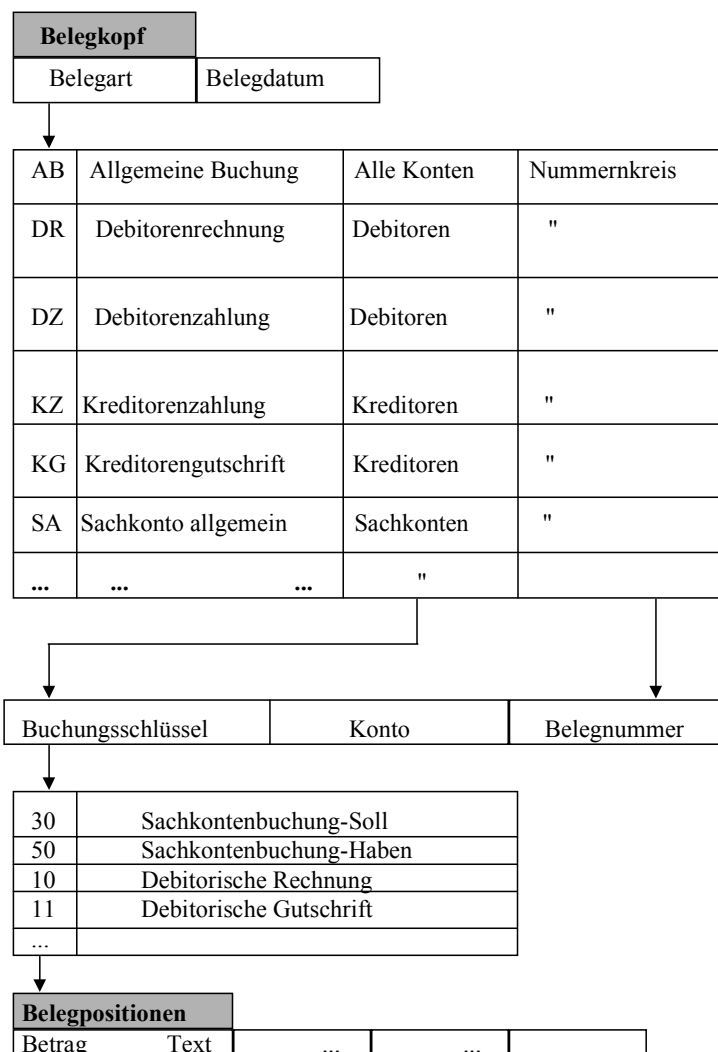 Belegkopf
Belegart Belegdatum
AB Allgemeine Buchung Alle Konten Nummernkreis
DR Debitorenrechnung Debitoren "
DZ Debitorenzahlung Debitoren "
KZ Kreditorenzahlung Kreditoren "
KG Kreditorengutschrift Kreditoren "
SA Sachkonto allgemein Sachkonten "
... ... ... "
Buchungsschlüssel Konto Belegnummer
30 Sachkontenbuchung-Soll
50 Sachkontenbuchung-Haben
10 Debitorische Rechnung
11 Debitorische Gutschrift
...
Belegpositionen
Betrag Text ... ...